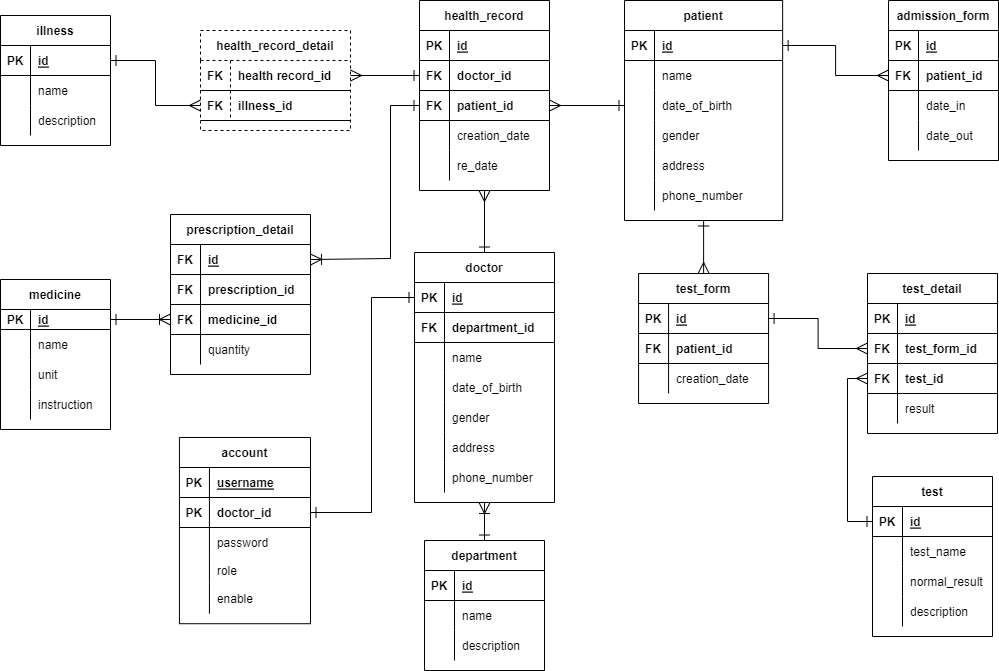 illness
PK id
name
description
health_record_detail
FK health record_id
FK illness_id
health_record
PK id
FK doctor_id
FK patient_id
creation_date
re_date
patient
PK id
name
date_of_birth
gender
address
phone_number
admission_form
PK id
FK patient_id
date_in
date_out
prescription_detail
FK id
FK prescription_id
FK medicine_id
quantity
medicine
PK id
name
unit
instruction
doctor
PK id
FK department_id
name
date_of_birth
gender
address
phone_number
test_form
PK id
FK patient_id
creation_date
test_detail
PK id
FK test_form_id
FK test_id
result
account
PK username
PK doctor_id
password
role
enable
department
PK id
name
description
test
PK id
test_name
normal_result
description